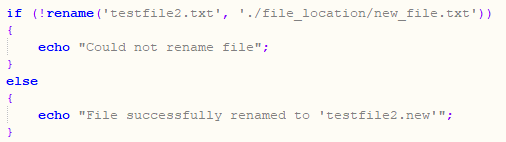 if (!rename('testfile2.txt', './file_location/new_file.txt'))
{
    echo "Could not rename file";
}
else
{
    echo "File successfully renamed to 'testfile2.new'";
}